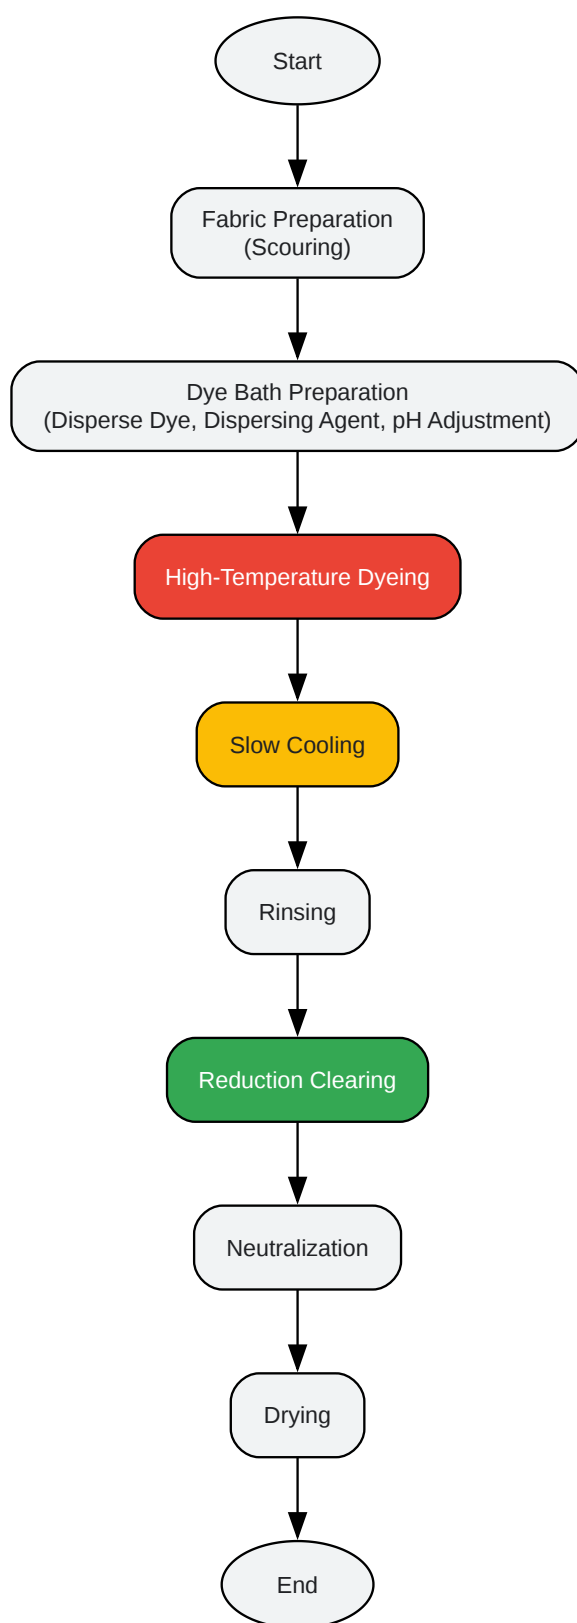 Start
Fabric Preparation
(Scouring)
Dye Bath Preparation
(Disperse Dye, Dispersing Agent, pH Adjustment)
High-Temperature Dyeing
Slow Cooling
Rinsing
Reduction Clearing
Neutralization
Drying
End